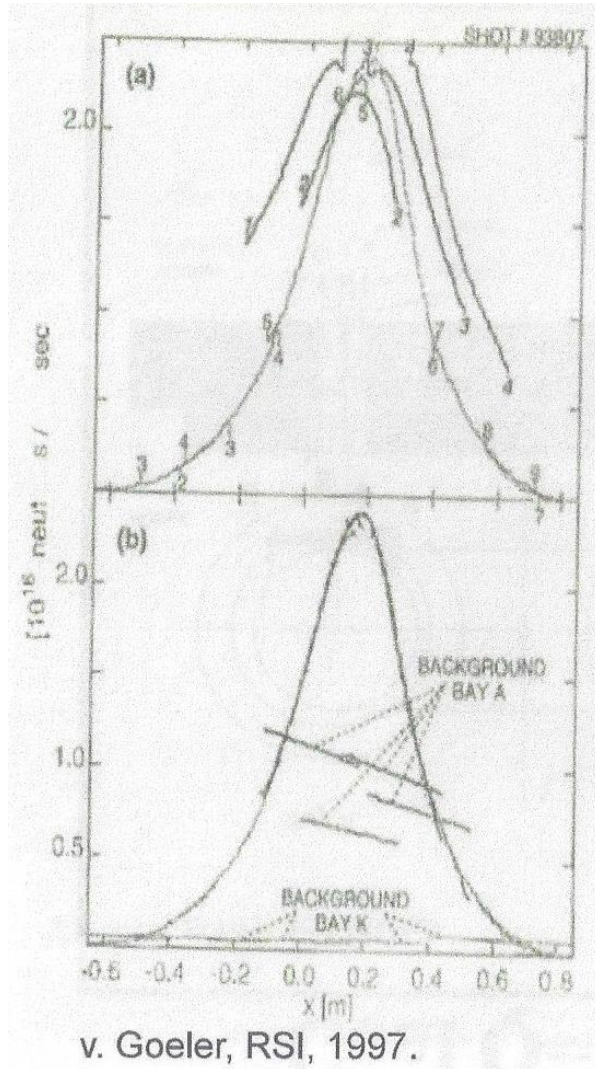 SHOT # 93807
(a)
2.0
[10^16 neut s/ sec
(b)
2.0
BACKGROUND
BAY A
1.0
0.5
BACKGROUND
BAY K
-0.6 -0.4 -0.2 0.0 0.2 0.4 0.6 0.8
X [m]
v. Goeler, RSI, 1997.